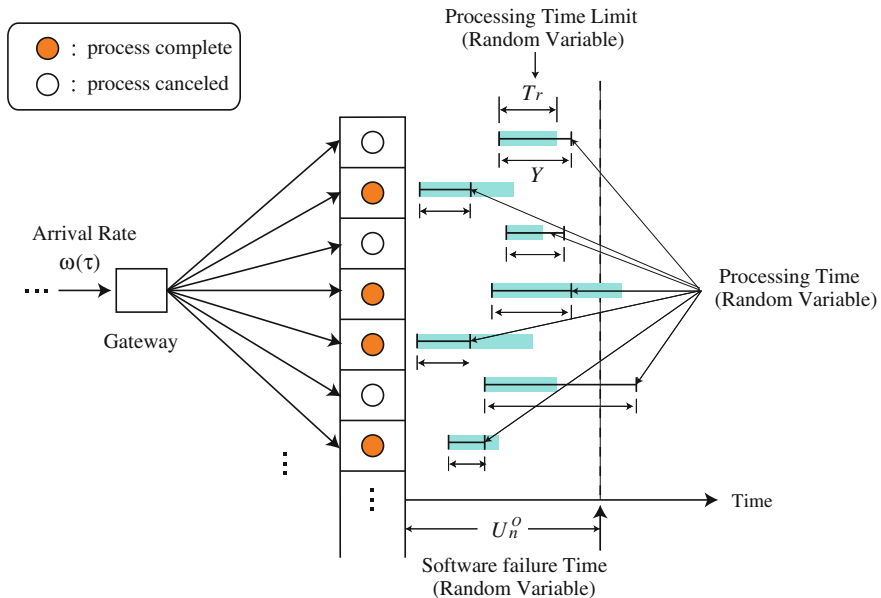 : process complete
: process canceled
Processing Time Limit
(Random Variable)
Tr
Y
Arrival Rate
ω(τ)
Gateway
Processing Time
(Random Variable)
Time
U_n^O
Software failure Time
(Random Variable)